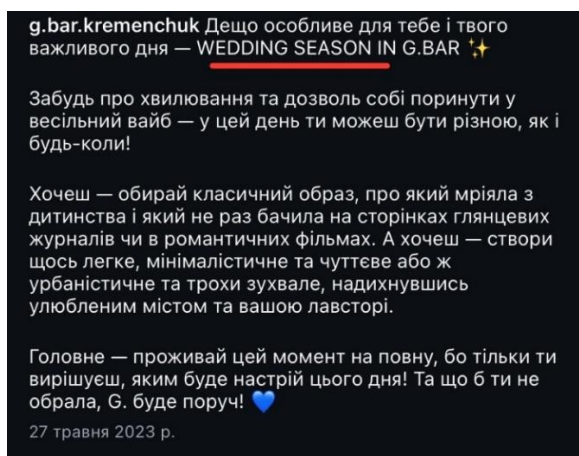 g.bar.kremenchuk Дещо особливе для тебе і твого
важливого дня — WEDDING SEASON IN G.BAR ✨
Забудь про хвилювання та дозволь собі поринути у
весільний вайб — у цей день ти можеш бути різною, як і
будь-коли!
Хочеш — обирай класичний образ, про який мріяла з
дитинства і який не раз бачила на сторінках глянцевих
журналів чи в романтичних фільмах. А хочеш — створи
щось легке, мінімалістичне та чуттєве або ж
урбаністичне та трохи зухвале, надихнувшись
улюбленим містом та вашою лавсторі.
Головне — проживай цей момент на повну, бо тільки ти
вирішуєш, яким буде настрій цього дня! Та що б ти не
обрала, G. буде поруч! 💙
27 травня 2023 р.